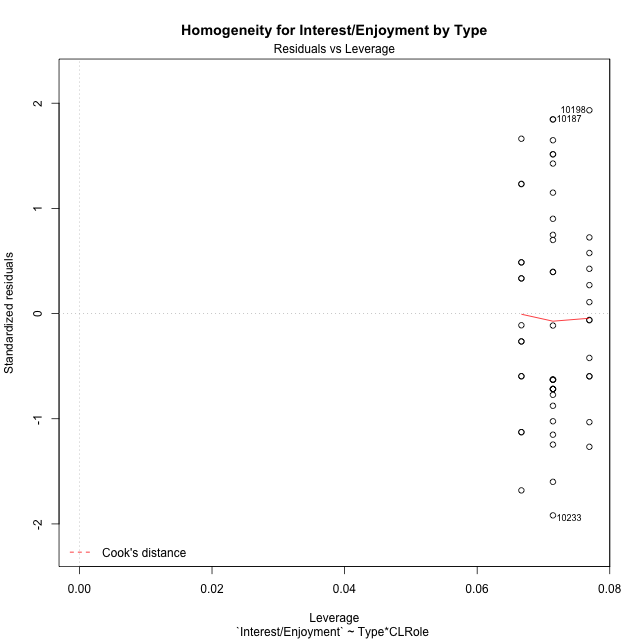 Homogeneity for Interest/Enjoyment by Type
Residuals vs Leverage
Standardized residuals
2
1
0
-1
-2
10198
10187
10233
Cook's distance
0.00 0.02 0.04 0.06 0.08
Leverage
`Interest/Enjoyment` ~ Type*CLRole